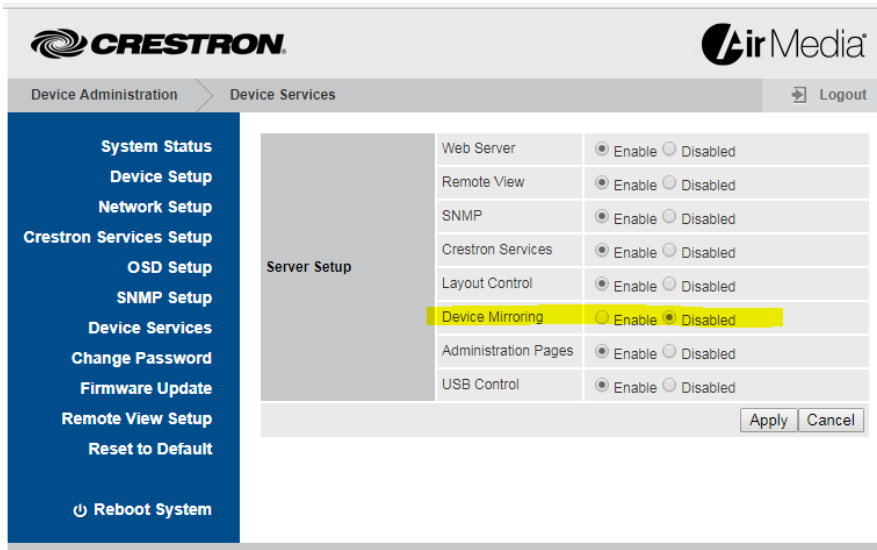 CRESTRON.
AirMedia
Device Administration Device Services Logout
System Status
Device Setup
Network Setup
Crestron Services Setup
OSD Setup
SNMP Setup
Device Services
Change Password
Firmware Update
Remote View Setup
Reset to Default
Reboot System
Server Setup
Web Server Enable Disabled
Remote View Enable Disabled
SNMP Enable Disabled
Crestron Services Enable Disabled
Layout Control Enable Disabled
Device Mirroring Enable Disabled
Administration Pages Enable Disabled
USB Control Enable Disabled
Apply Cancel